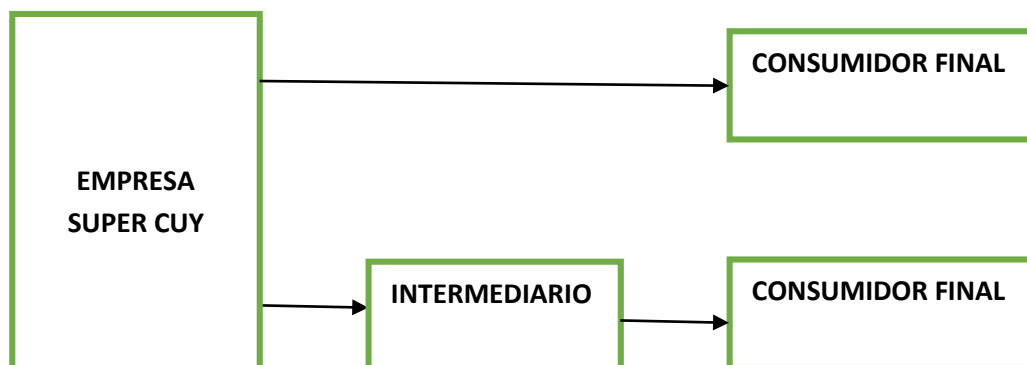 CONSUMIDOR FINAL
EMPRESA
SUPER CUY
INTERMEDIARIO
CONSUMIDOR FINAL